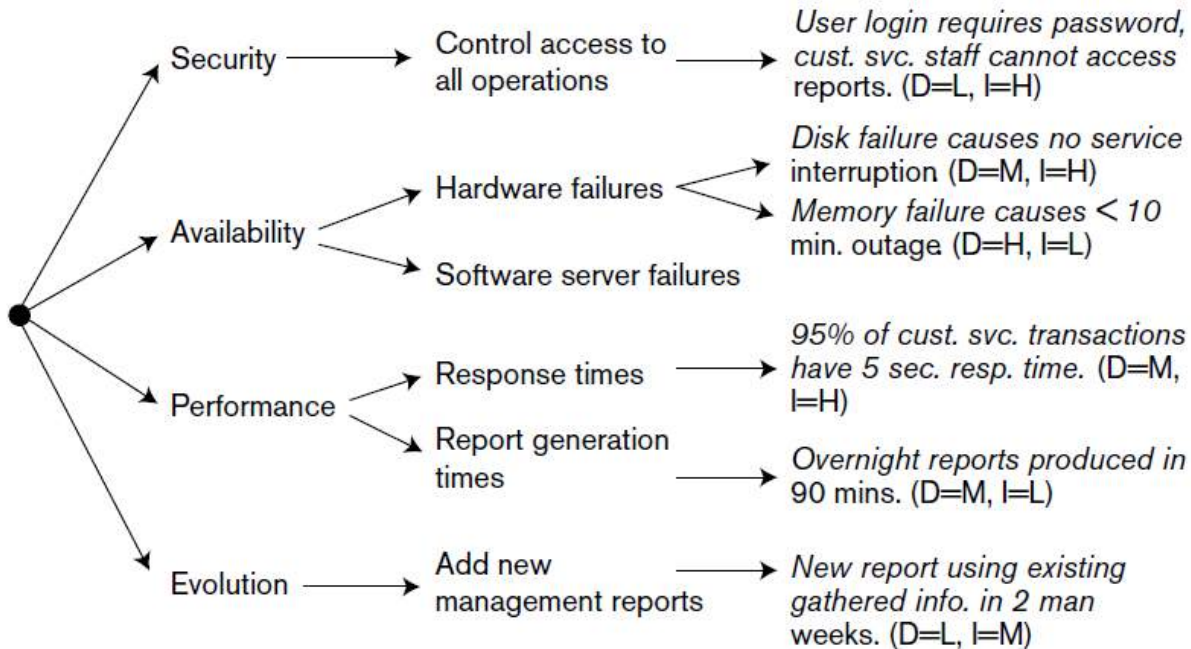 Security
Control access to
all operations
User login requires password,
cust. svc. staff cannot access
reports. (D=L, I=H)
Availability
Hardware failures
Disk failure causes no service
interruption (D=M, I=H)
Memory failure causes < 10
min. outage (D=H, I=L)
Software server failures
Performance
Response times
95% of cust. svc. transactions
have 5 sec. resp. time. (D=M,
I=H)
Report generation
times
Overnight reports produced in
90 mins. (D=M, I=L)
Evolution
Add new
management reports
New report using existing
gathered info. in 2 man
weeks. (D=L, I=M)